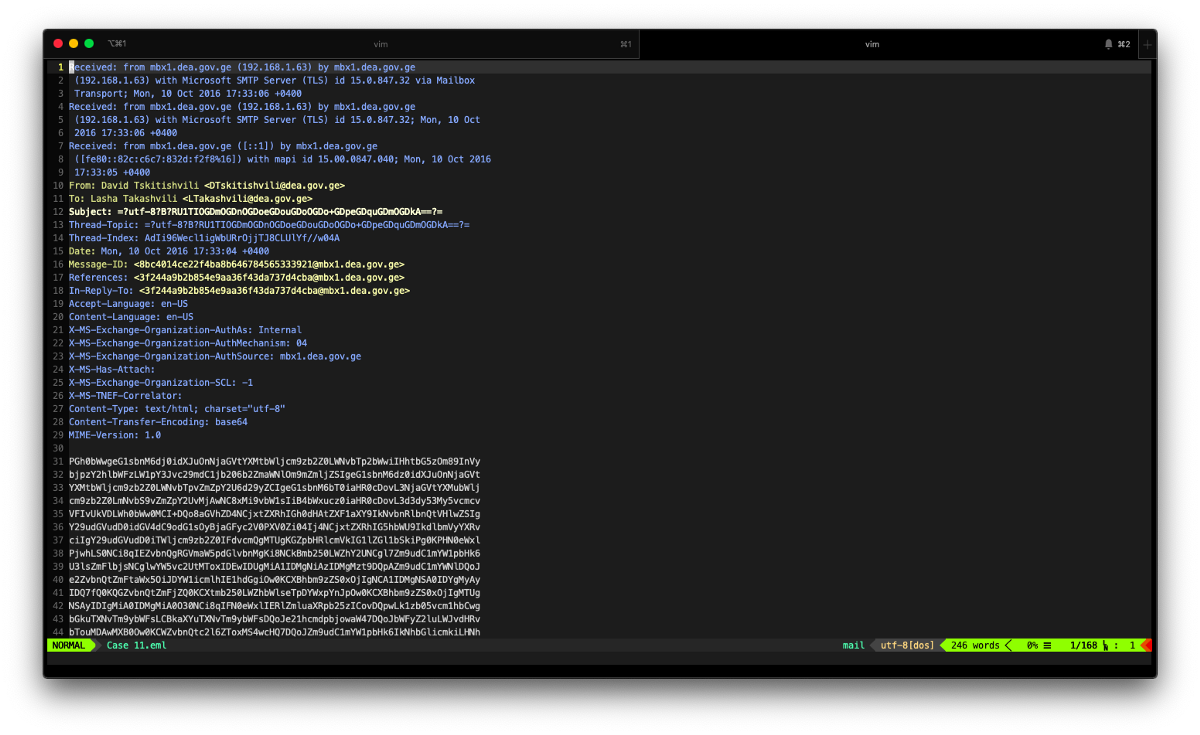 ⌥⌘1 vim ⌘1 vim ⌘2
1 Received: from mbx1.dea.gov.ge (192.168.1.63) by mbx1.dea.gov.ge
2 (192.168.1.63) with Microsoft SMTP Server (TLS) id 15.0.847.32 via Mailbox
3 Transport; Mon, 10 Oct 2016 17:33:06 +0400
4 Received: from mbx1.dea.gov.ge (192.168.1.63) by mbx1.dea.gov.ge
5 (192.168.1.63) with Microsoft SMTP Server (TLS) id 15.0.847.32; Mon, 10 Oct
6 2016 17:33:06 +0400
7 Received: from mbx1.dea.gov.ge ([::1]) by mbx1.dea.gov.ge
8 ([fe80::82c:c6c7:832d:f2f8%16]) with mapi id 15.00.0847.040; Mon, 10 Oct 2016
9 17:33:05 +0400
10 From: David Tskitishvili <DTskitishvili@dea.gov.ge>
11 To: Lasha Takashvili <LTakashvili@dea.gov.ge>
12 Subject: =?utf-8?B?RU1TIOGDmOGDnOGDoeGDouGDoOGDo+GDpeGDquGDmOGDkA==?=
13 Thread-Topic: =?utf-8?B?RU1TIOGDmOGDnOGDoeGDouGDoOGDo+GDpeGDquGDmOGDkA==?=
14 Thread-Index: AdIi96Wecl1igWbURrOjjTJ8CLUlYf//w04A
15 Date: Mon, 10 Oct 2016 17:33:04 +0400
16 Message-ID: <8bc4014ce22f4ba8b646784565333921@mbx1.dea.gov.ge>
17 References: <3f244a9b2b854e9aa36f43da737d4cba@mbx1.dea.gov.ge>
18 In-Reply-To: <3f244a9b2b854e9aa36f43da737d4cba@mbx1.dea.gov.ge>
19 Accept-Language: en-US
20 Content-Language: en-US
21 X-MS-Exchange-Organization-AuthAs: Internal
22 X-MS-Exchange-Organization-AuthMechanism: 04
23 X-MS-Exchange-Organization-AuthSource: mbx1.dea.gov.ge
24 X-MS-Has-Attach:
25 X-MS-Exchange-Organization-SCL: -1
26 X-MS-TNEF-Correlator:
27 Content-Type: text/html; charset="utf-8"
28 Content-Transfer-Encoding: base64
29 MIME-Version: 1.0
30
31 PGh0bWwgeG1sbnM6dj0idXJuOnNjaGVtYXMtbWljcm9zb2Z0LWNvbTp2bWwiIHhtbG5zOm89InVy
32 bjpzY2hlbWFzLW1pY3Jvc29mdC1jb206b2ZmaWNlOm9mZmljZSIgeG1sbnM6dz0idXJuOnNjaGVt
33 YXMtbWljcm9zb2Z0LWNvbTpvZmZpY2U6d29yZCIgeG1sbnM6bT0iaHR0cDovL3NjaGVtYXMubWlj
34 cm9zb2Z0LmNvbS9vZmZpY2UvMjAwNC8xMi9vbW1sIiB4bWxucz0iaHR0cDovL3d3dy53My5vcmcv
35 VFIvUkVDLWh0bWw0MCI+DQo8aGVhZD4NCjxtZXRhIGh0dHAtZXF1aXY9IkNvbnRlbnQtVHlwZSIg
36 Y29udGVudD0idGV4dC9odG1sOyBjaGFyc2V0PXV0Zi04Ij4NCjxtZXRhIG5hbWU9IkdlbmVyYXRv
37 ciIgY29udGVudD0iTWljcm9zb2Z0IFdvcmQgMTUgKGZpbHRlcmVkIG1lZGl1bSkiPg0KPHN0eWxl
38 PjwhLS0NCi8qIEZvbnQgRGVmaW5pdGlvbnMgKi8NCkBmb250LWZhY2UNCgl7Zm9udC1mYW1pbHk6
39 U3lsZmFlbjsNCglwYW5vc2UtMToxIDEwIDUgMiA1IDMgNiAzIDMgMzt9DQpAZm9udC1mYWNlDQoJ
40 e2ZvbnQtZmFtaWx5OiJDYW1icmlhIE1hdGgiOw0KCXBhbm9zZS0xOjIgNCA1IDMgNSA0IDYgMyAy
41 IDQ7fQ0KQGZvbnQtZmFjZQ0KCXtmb250LWZhbWlseTpDYWxpYnJpOw0KCXBhbm9zZS0xOjIgMTUg
42 NSAyIDIgMiA0IDMgMiA0O30NCi8qIFN0eWxlIERlZmluaXRpb25zICovDQpwLk1zb05vcm1hbCwg
43 bGkuTXNvTm9ybWFsLCBkaXYuTXNvTm9ybWFsDQoJe21hcmdpbjowaW47DQoJbWFyZ2luLWJvdHRv
44 bTouMDAwMXB0Ow0KCWZvbnQtc2l6ZToxMS4wcHQ7DQoJZm9udC1mYW1pbHk6IkNhbGlicmkiLHNh
NORMAL Case 11.eml mail utf-8[dos] 246 words 0% ☰ 1/168 : 1